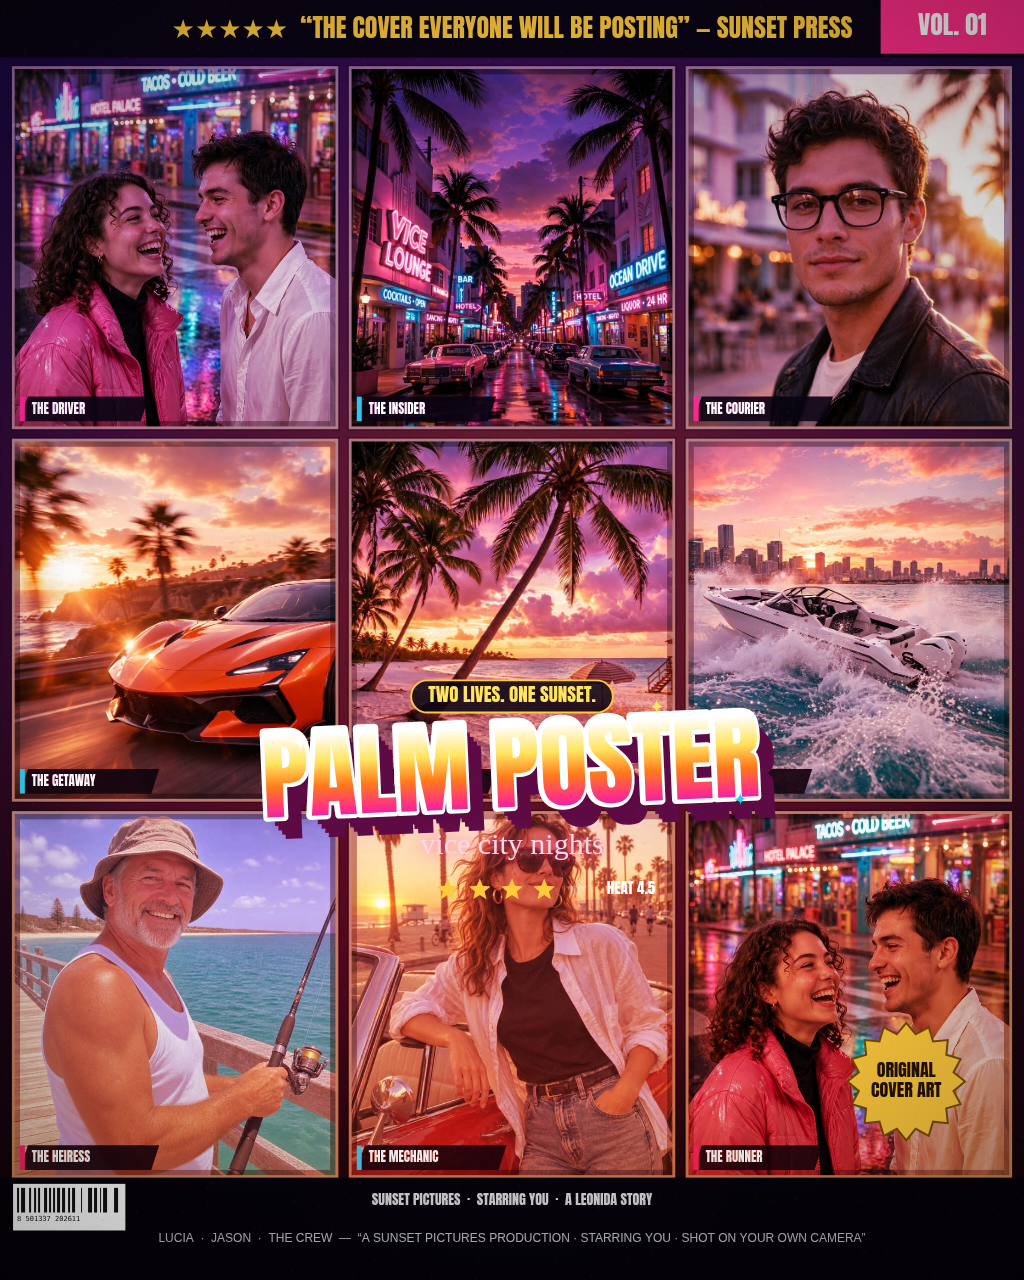 ★★★★★ “THE COVER EVERYONE WILL BE POSTING” – SUNSET PRESS
VOL. 01
TACOS • COLD BEER
HOTEL PALACE
THE DRIVER
VICE
LOUNGE
COCKTAILS • OPEN
BAR
HOTEL
HOTEL
OCEAN DRIVE
LIQUOR • 24 HR
THE INSIDER
THE COURIER
THE GETAWAY
TWO LIVES. ONE SUNSET.
PALM POSTER
vice city nights
★ ★ ★ ★ HEAT 4.5
THE HEIRESS
THE MECHANIC
TACOS • COLD BEER
HOTEL PALACE
ORIGINAL
COVER ART
THE RUNNER
8 501337 202611
SUNSET PICTURES · STARRING YOU · A LEONIDA STORY
LUCIA · JASON · THE CREW — “A SUNSET PICTURES PRODUCTION · STARRING YOU · SHOT ON YOUR OWN CAMERA”